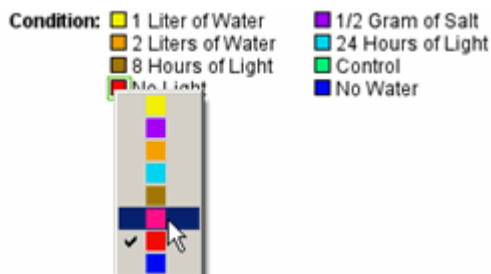 Condition: 1 Liter of Water 1/2 Gram of Salt
2 Liters of Water 24 Hours of Light
8 Hours of Light Control
No Light No Water